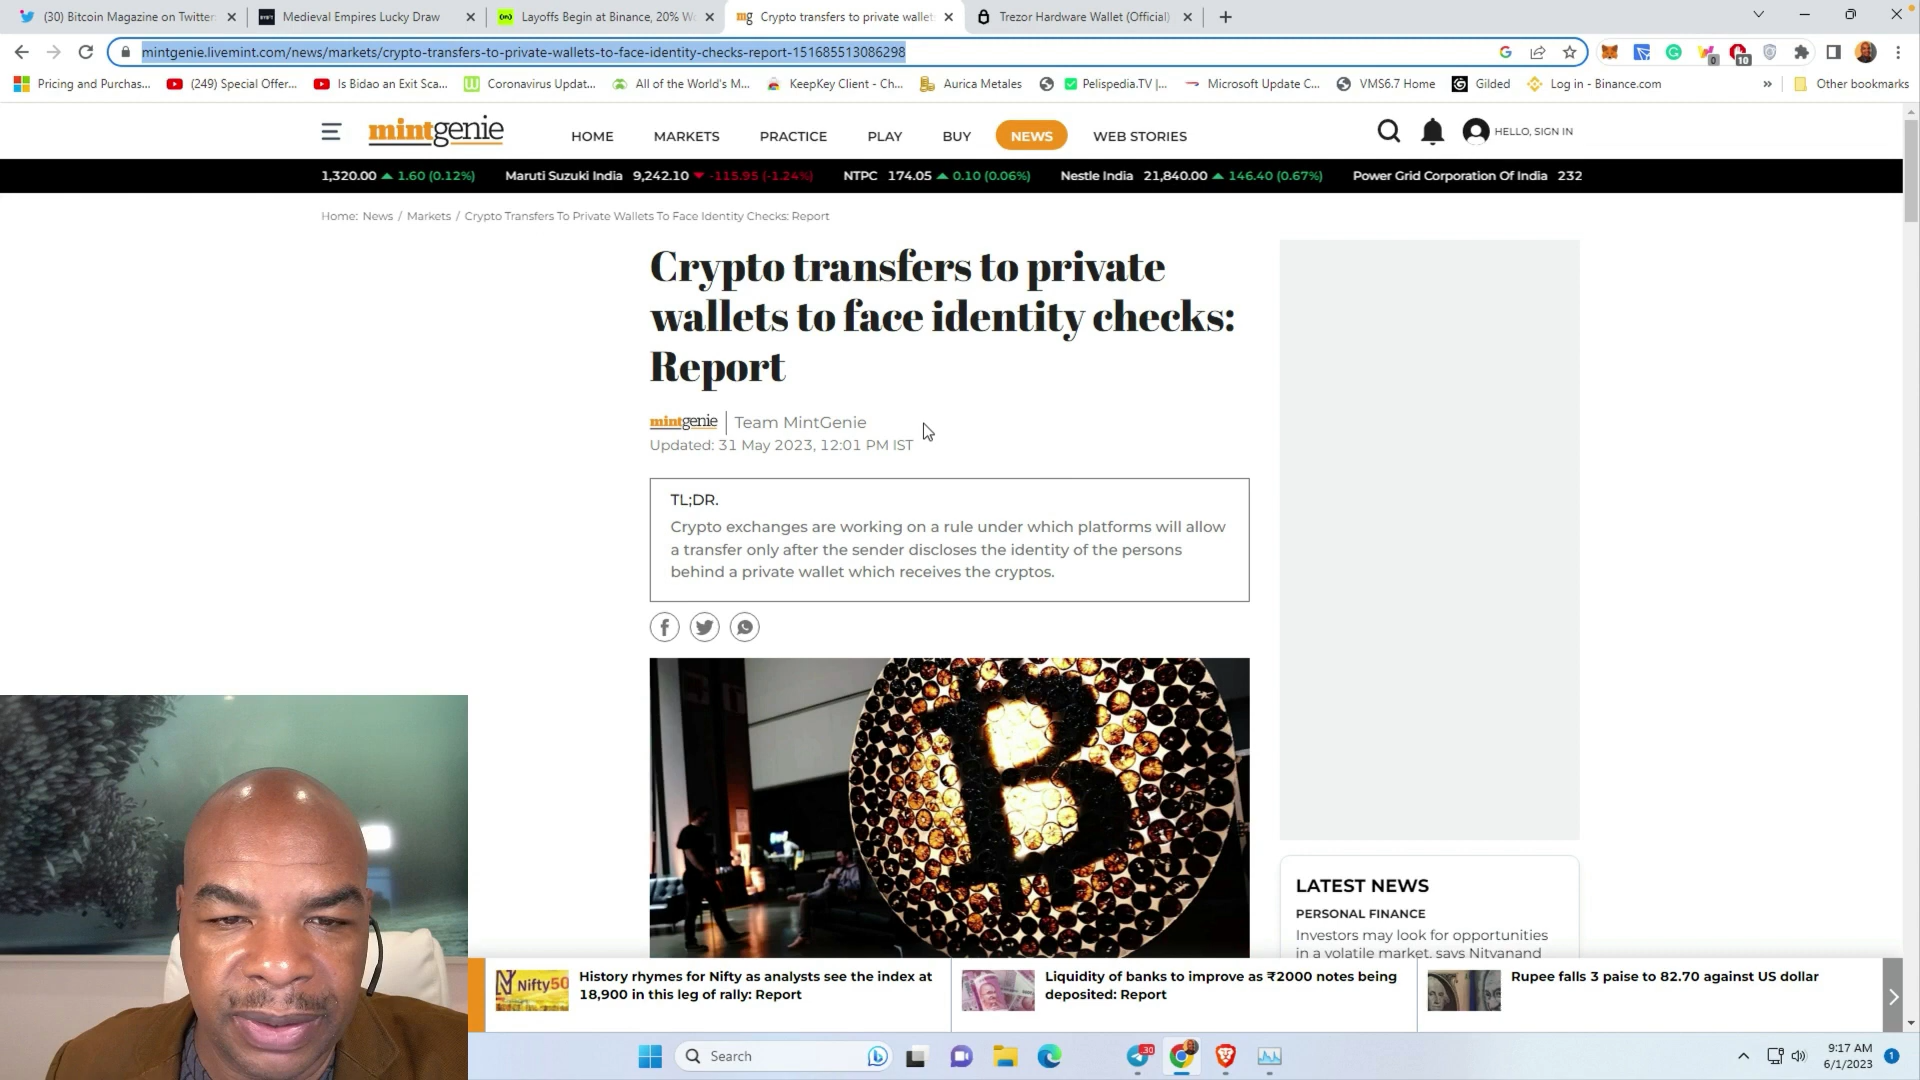 (30) Bitcoin Magazine on Twitter
Medieval Empires Lucky Draw
Layoffs Begin at Binance, 20% Wo
Crypto transfers to private wallet
Trezor Hardware Wallet (Official)
mintgenie.livemint.com/news/markets/crypto-transfers-to-private-wallets-to-face-identity-checks-report-151685513086298
Pricing and Purchas...
(249) Special Offer...
Is Bidao an Exit Sca...
Coronavirus Updat...
All of the World's M...
KeepKey Client - Ch...
Aurica Metales
Pelispedia.TV |...
Microsoft Update C...
VMS6.7 Home
Gilded
Log in - Binance.com
»
Other bookmarks
mintgenie
HOME
MARKETS
PRACTICE
PLAY
BUY
NEWS
WEB STORIES
HELLO, SIGN IN
1,320.00 ▲ 1.60 (0.12%) Maruti Suzuki India 9,242.10 ▼ -115.95 (-1.24%) NTPC 174.05 ▲ 0.10 (0.06%) Nestle India 21,840.00 ▲ 146.40 (0.67%) Power Grid Corporation Of India 232
Home: News / Markets / Crypto Transfers To Private Wallets To Face Identity Checks: Report
Crypto transfers to private
wallets to face identity checks:
Report
mintgenie | Team MintGenie
Updated: 31 May 2023, 12:01 PM IST
TL;DR.
Crypto exchanges are working on a rule under which platforms will allow
a transfer only after the sender discloses the identity of the persons
behind a private wallet which receives the cryptos.
LATEST NEWS
PERSONAL FINANCE
Investors may look for opportunities
in a volatile market, says Nityanand
Nifty50
History rhymes for Nifty as analysts see the index at
18,900 in this leg of rally: Report
Liquidity of banks to improve as ₹2000 notes being
deposited: Report
Rupee falls 3 paise to 82.70 against US dollar
Search
30
9:17 AM
6/1/2023
1